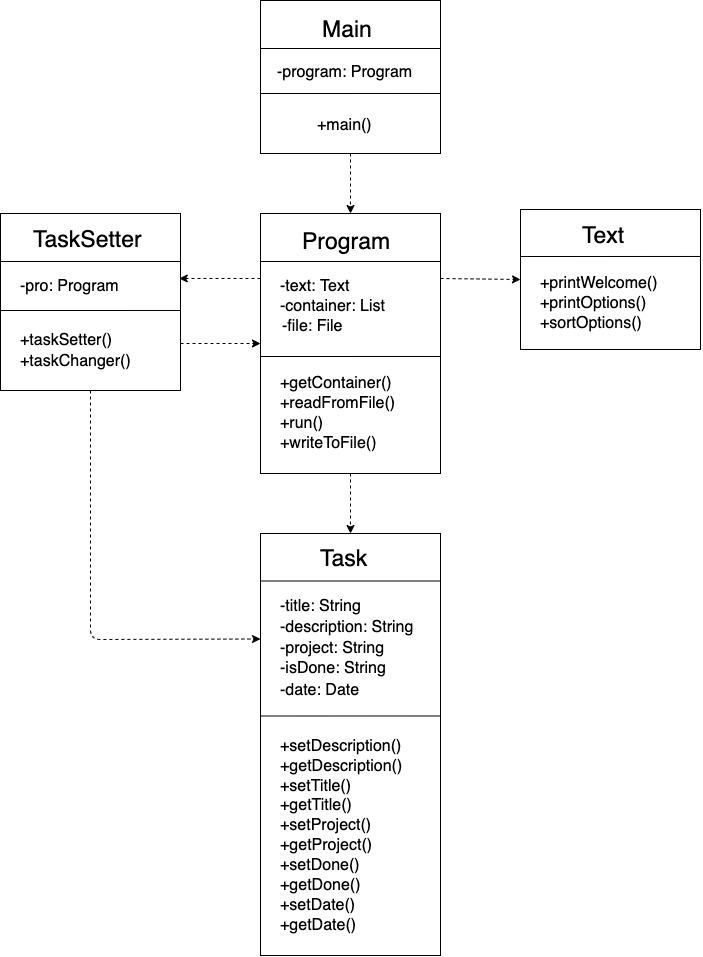 Main
-program: Program
+main()
TaskSetter
-pro: Program
+taskSetter()
+taskChanger()
Program
-text: Text
-container: List
-file: File
+getContainer()
+readFromFile()
+run()
+writeToFile()
Text
+printWelcome()
+printOptions()
+sortOptions()
Task
-title: String
-description: String
-project: String
-isDone: String
-date: Date
+setDescription()
+getDescription()
+setTitle()
+getTitle()
+setProject()
+getProject()
+setDone()
+getDone()
+setDate()
+getDate()